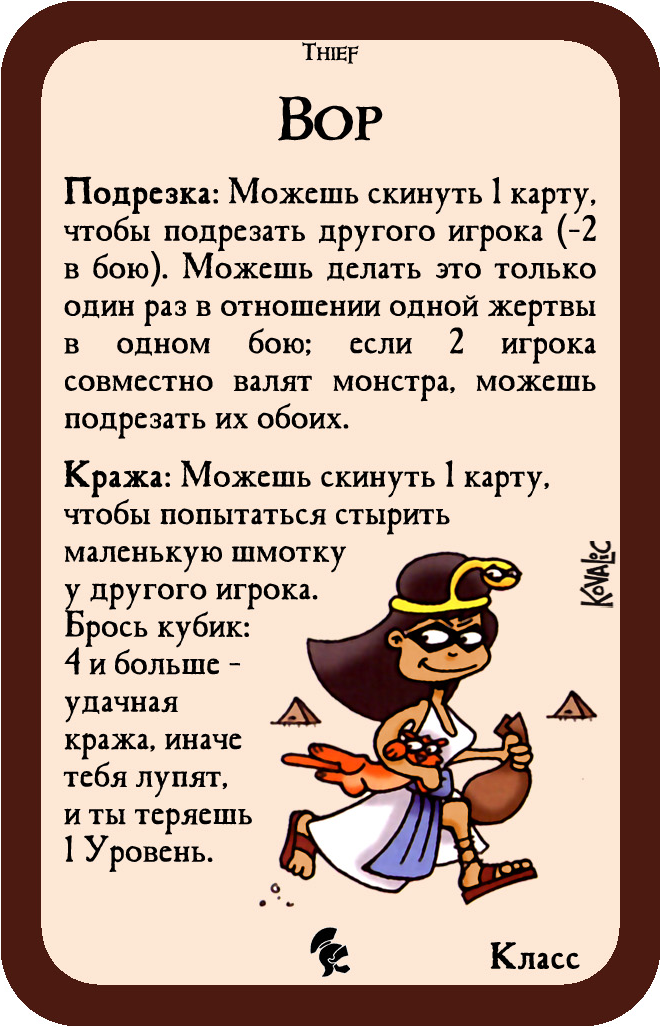 Thief
Вор
Подрезка: Можешь скинуть 1 карту,
чтобы подрезать другого игрока (-2
в бою). Можешь делать это только
один раз в отношении одной жертвы
в одном бою; если 2 игрока
совместно валят монстра, можешь
подрезать их обоих.
Кража: Можешь скинуть 1 карту,
чтобы попытаться стырить
маленькую шмотку
у другого игрока.
Брось кубик:
4 и больше -
удачная
кража, иначе
тебя лупят,
и ты теряешь
1 Уровень.
KOVALIC
Класс